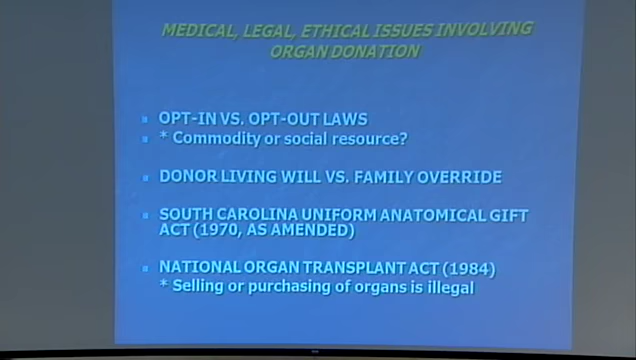 MEDICAL, LEGAL, ETHICAL ISSUES INVOLVING
ORGAN DONATION
OPT-IN VS. OPT-OUT LAWS
* Commodity or social resource?
DONOR LIVING WILL VS. FAMILY OVERRIDE
SOUTH CAROLINA UNIFORM ANATOMICAL GIFT
ACT (1970, AS AMENDED)
NATIONAL ORGAN TRANSPLANT ACT (1984)
* Selling or purchasing of organs is illegal